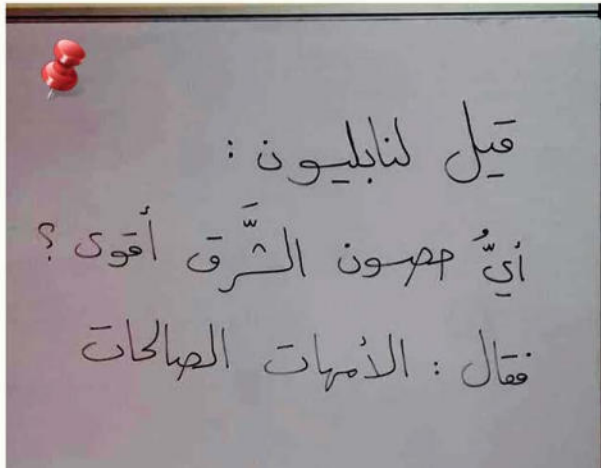 قيل لنابليون :
أيُّ حصون الشَّرق أقوى ؟
فقال : الأمهات الصالحات